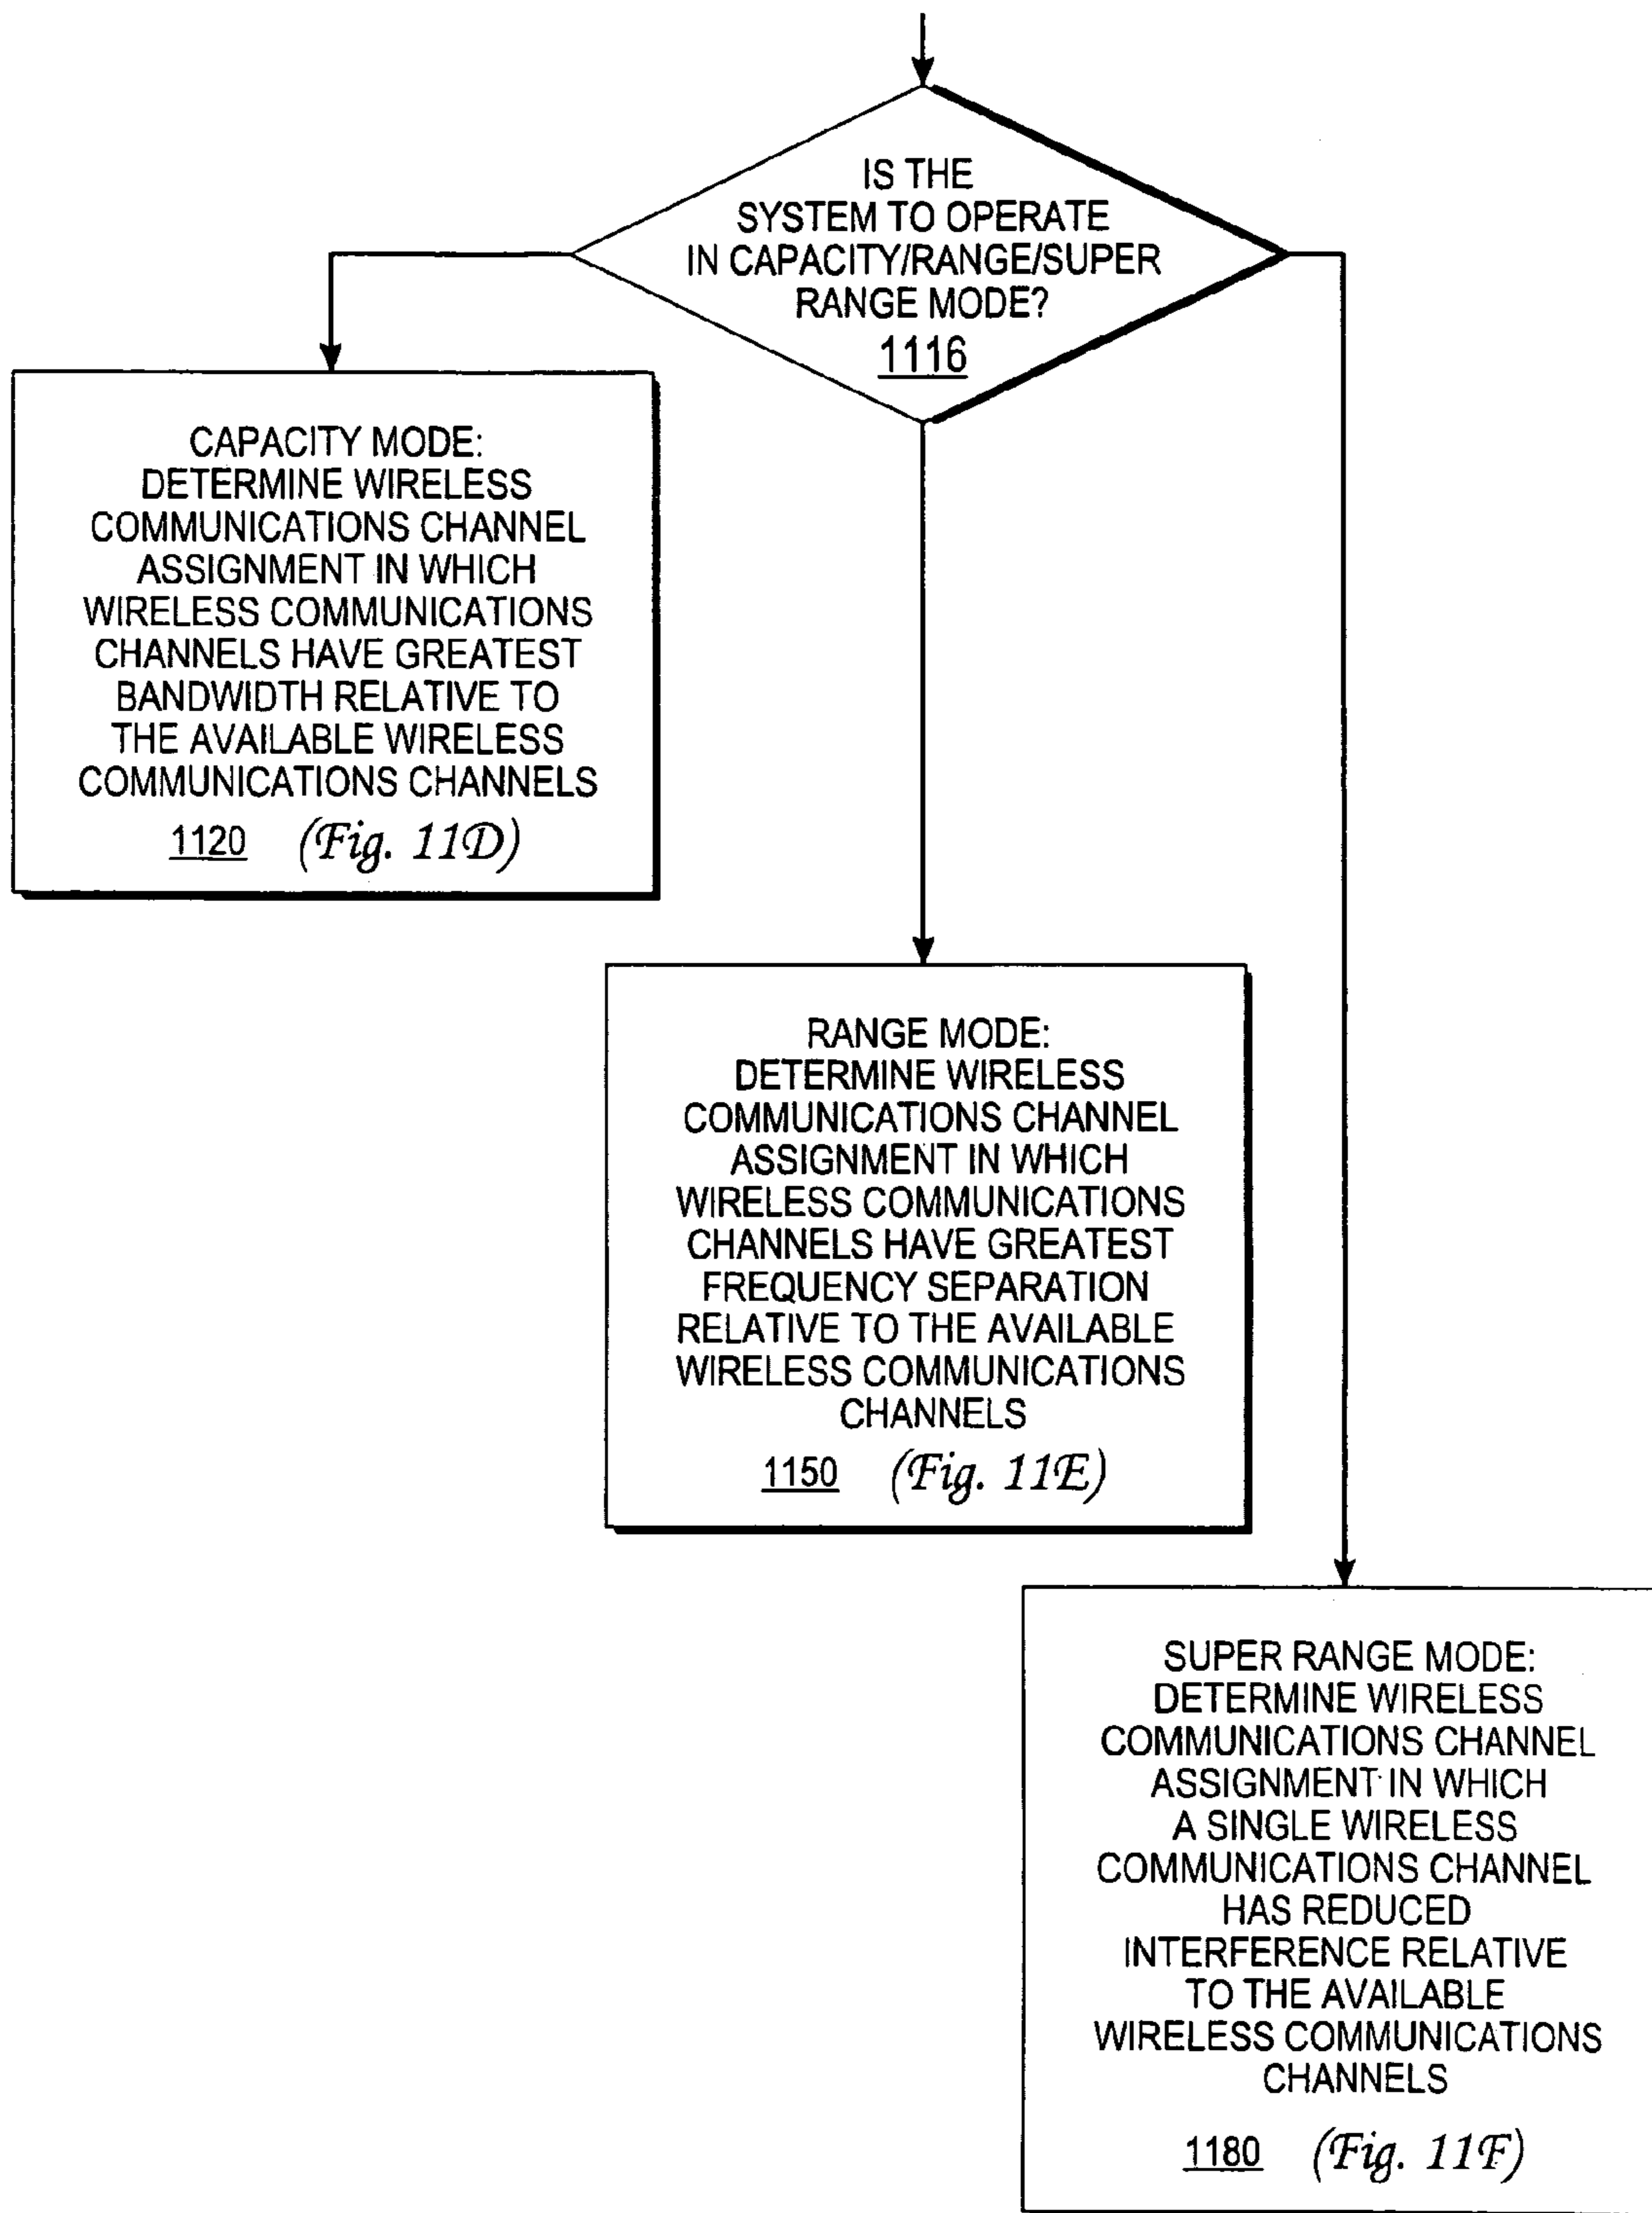 IS THE
SYSTEM TO OPERATE
IN CAPACITY/RANGE/SUPER
RANGE MODE?
1116
CAPACITY MODE:
DETERMINE WIRELESS
COMMUNICATIONS CHANNEL
ASSIGNMENT IN WHICH
WIRELESS COMMUNICATIONS
CHANNELS HAVE GREATEST
BANDWIDTH RELATIVE TO
THE AVAILABLE WIRELESS
COMMUNICATIONS CHANNELS
1120 (Fig. 11D)
RANGE MODE:
DETERMINE WIRELESS
COMMUNICATIONS CHANNEL
ASSIGNMENT IN WHICH
WIRELESS COMMUNICATIONS
CHANNELS HAVE GREATEST
FREQUENCY SEPARATION
RELATIVE TO THE AVAILABLE
WIRELESS COMMUNICATIONS
CHANNELS
1150 (Fig. 11E)
SUPER RANGE MODE:
DETERMINE WIRELESS
COMMUNICATIONS CHANNEL
ASSIGNMENT IN WHICH
A SINGLE WIRELESS
COMMUNICATIONS CHANNEL
HAS REDUCED
INTERFERENCE RELATIVE
TO THE AVAILABLE
WIRELESS COMMUNICATIONS
CHANNELS
1180 (Fig. 11F)